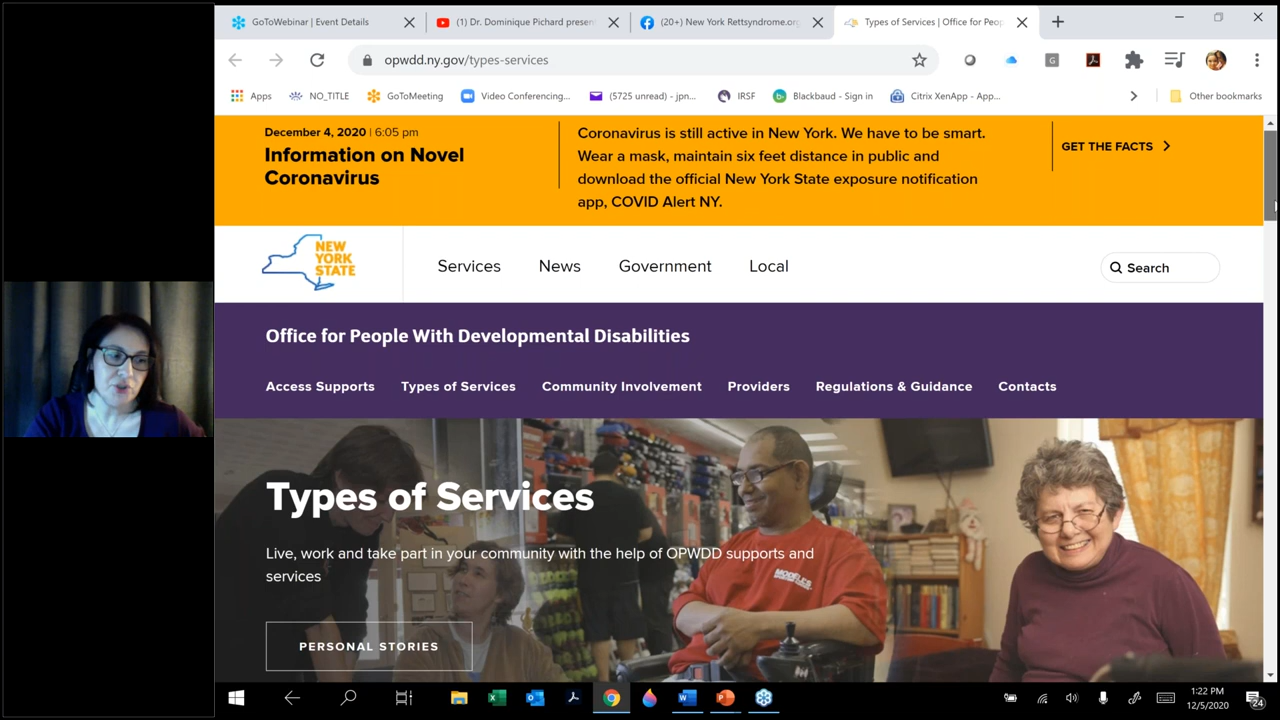 GoToWebinar | Event Details
(1) Dr. Dominique Pichard presen
(20+) New York Rettsyndrome.org
Types of Services | Office for Peop
opwdd.ny.gov/types-services
Apps
NO_TITLE
GoToMeeting
Video Conferencing...
(5725 unread) - jpn...
IRSF
Blackbaud - Sign in
Citrix XenApp - App...
Other bookmarks
December 4, 2020 | 6:05 pm
Information on Novel
Coronavirus
Coronavirus is still active in New York. We have to be smart.
Wear a mask, maintain six feet distance in public and
download the official New York State exposure notification
app, COVID Alert NY.
GET THE FACTS
NEW
YORK
STATE
Services
News
Government
Local
Search
Office for People With Developmental Disabilities
Access Supports
Types of Services
Community Involvement
Providers
Regulations & Guidance
Contacts
Types of Services
Live, work and take part in your community with the help of OPWDD supports and
services
PERSONAL STORIES
1:22 PM
12/5/2020
24